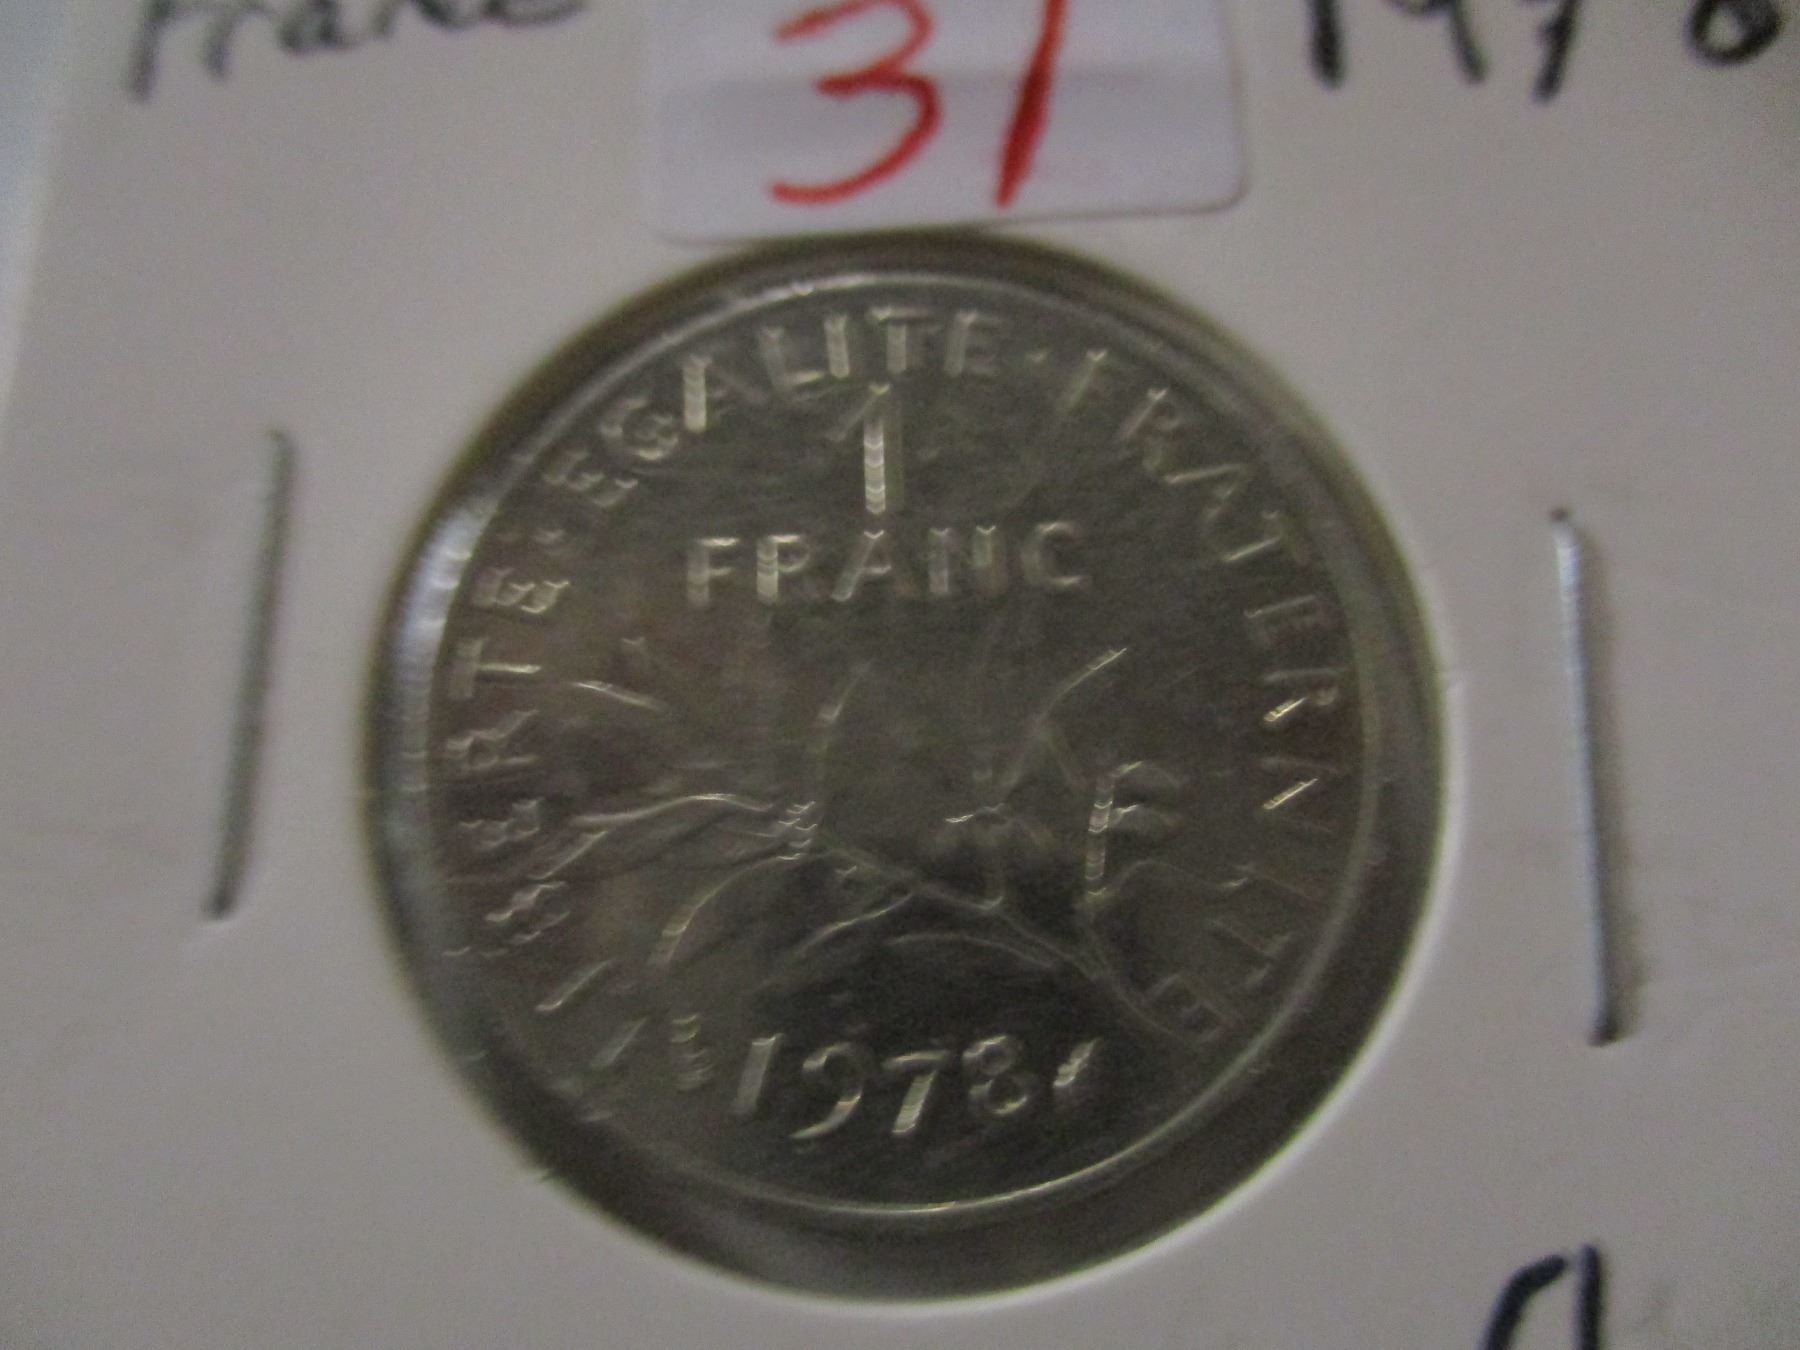 Franc 31 1978
LIBERTE·EGALITE·FRATERNITE
1
FRANC
1978